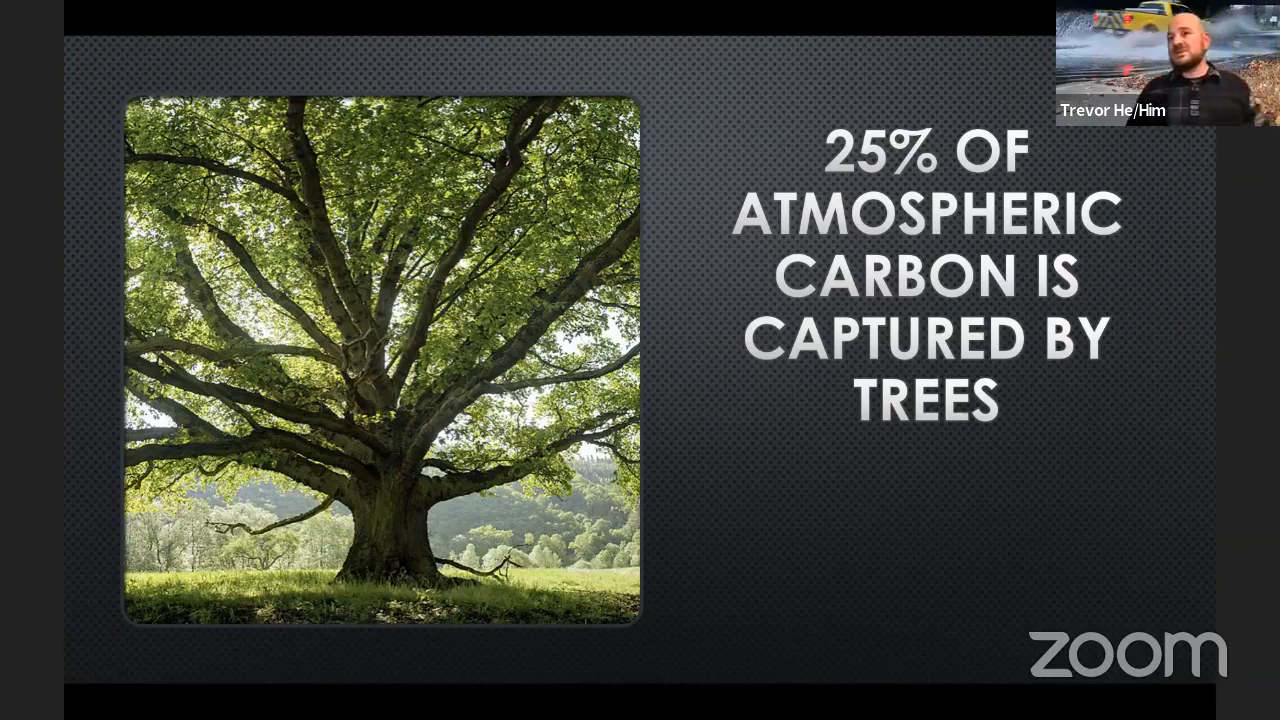 Trevor He/Him
25% OF
ATMOSPHERIC
CARBON IS
CAPTURED BY
TREES
zoom